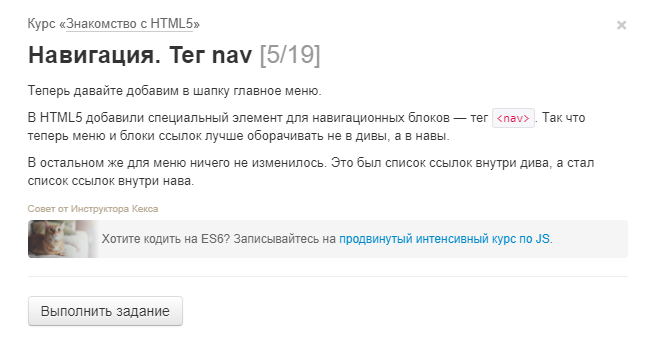 Курс «Знакомство с HTML5»
×
Навигация. Тег nav [5/19]
Теперь давайте добавим в шапку главное меню.
В HTML5 добавили специальный элемент для навигационных блоков — тег <nav>. Так что
теперь меню и блоки ссылок лучше оборачивать не в дивы, а в навы.
В остальном же для меню ничего не изменилось. Это был список ссылок внутри дива, а стал
список ссылок внутри нава.
Совет от Инструктора Кекса
Хотите кодить на ES6? Записывайтесь на продвинутый интенсивный курс по JS.
Выполнить задание